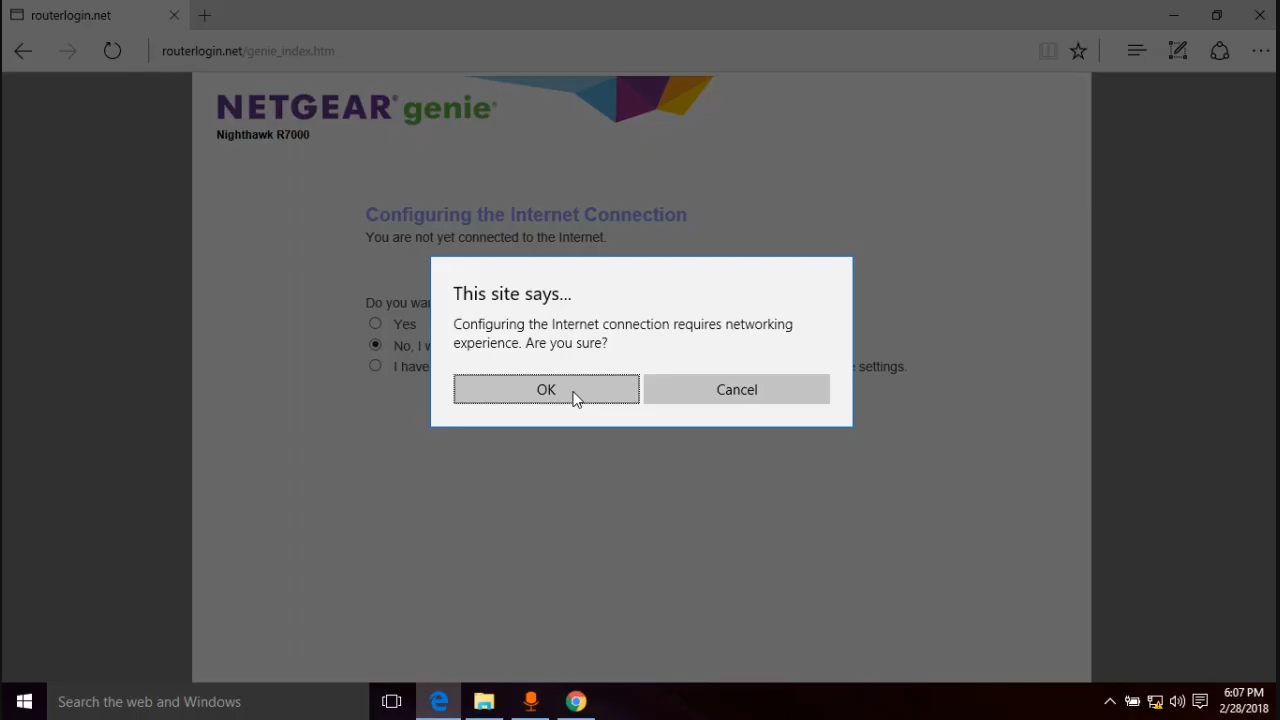 routerlogin.net
routerlogin.net/genie_index.htm
NETGEAR® genie®
Nighthawk R7000
Configuring the Internet Connection
You are not yet connected to the Internet.
Do you
Yes
No, I
I have
settings.
This site says...
Configuring the Internet connection requires networking
experience. Are you sure?
OK
Cancel
Search the web and Windows
6:07 PM
2/28/2018